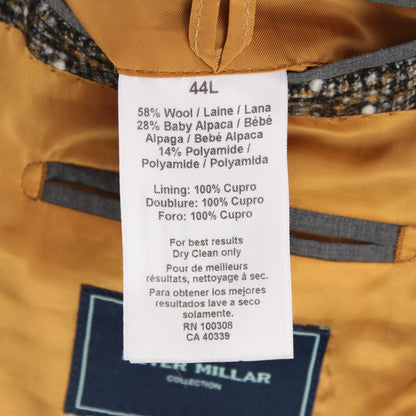 44L
58% Wool / Laine / Lana
28% Baby Alpaca / Bébé
Alpaga / Bebé Alpaca
14% Polyamide /
Polyamide / Polyamida
Lining: 100% Cupro
Doublure: 100% Cupro
Foro: 100% Cupro
For best results
Dry Clean only
Pour de meilleurs
résultats, nettoyage á sec.
Para obtener los mejores
resultados lave a seco
solamente.
RN 100308
CA 40339
MILLAR
COLLECTION